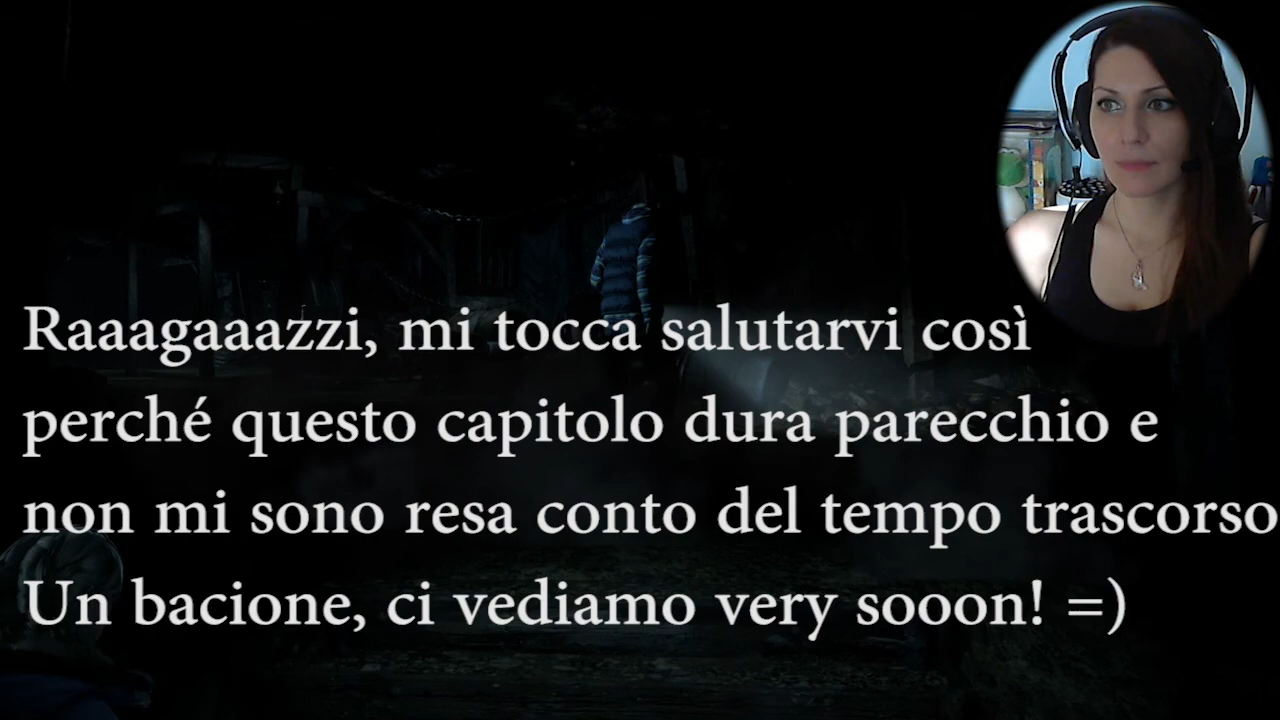 Raaagaaazzi, mi tocca salutarvi così
perché questo capitolo dura parecchio e
non mi sono resa conto del tempo trascorso
Un bacione, ci vediamo very sooon! =)